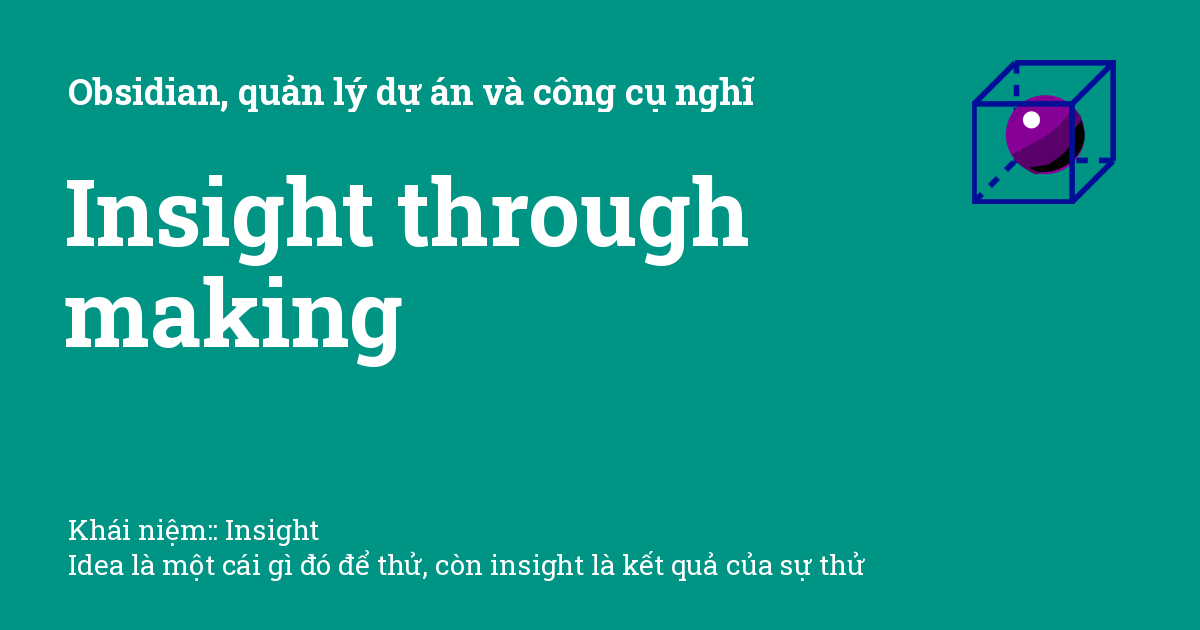 Obsidian, quản lý dự án và công cụ nghĩ
Insight through
making
Khái niệm:: Insight
Idea là một cái gì đó để thử, còn insight là kết quả của sự thử